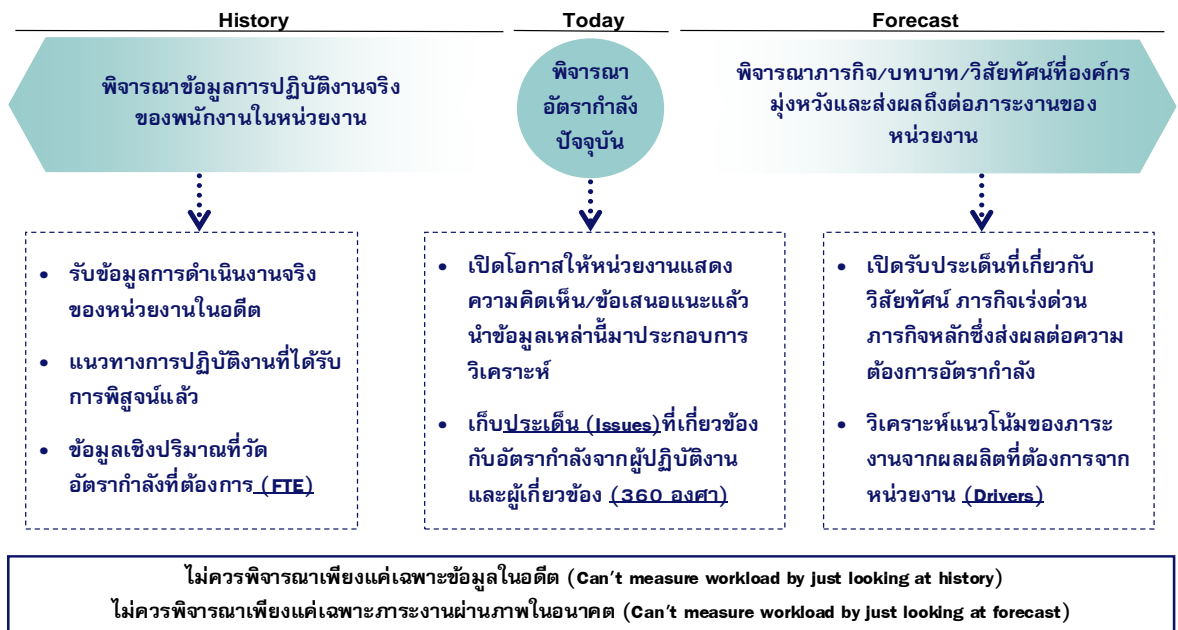 History
Today
Forecast
พิจารณาข้อมูลการปฏิบัติงานจริง
ของพนักงานในหน่วยงาน
พิจารณา
อัตรากำลัง
ปัจจุบัน
พิจารณาภารกิจ/บทบาท/วิสัยทัศน์ที่องค์กร
มุ่งหวังและส่งผลถึงต่อภาระงานของ
หน่วยงาน
• รับข้อมูลการดำเนินงานจริง
ของหน่วยงานในอดีต
• แนวทางการปฏิบัติงานที่ได้รับ
การพิสูจน์แล้ว
• ข้อมูลเชิงปริมาณที่วัด
อัตรากำลังที่ต้องการ (FTE)
• เปิดโอกาสให้หน่วยงานแสดง
ความคิดเห็น/ข้อเสนอแนะแล้ว
นำข้อมูลเหล่านี้มาประกอบการ
วิเคราะห์
• เก็บประเด็น (Issues)ที่เกี่ยวข้อง
กับอัตรากำลังจากผู้ปฏิบัติงาน
และผู้เกี่ยวข้อง (360 องศา)
• เปิดรับประเด็นที่เกี่ยวกับ
วิสัยทัศน์ ภารกิจเร่งด่วน
ภารกิจหลักซึ่งส่งผลต่อความ
ต้องการอัตรากำลัง
• วิเคราะห์แนวโน้มของภาระ
งานจากผลผลิตที่ต้องการจาก
หน่วยงาน (Drivers)
ไม่ควรพิจารณาเพียงแค่เฉพาะข้อมูลในอดีต (Can't measure workload by just looking at history)
ไม่ควรพิจารณาเพียงแค่เฉพาะภาระงานผ่านภาพในอนาคต (Can't measure workload by just looking at forecast)